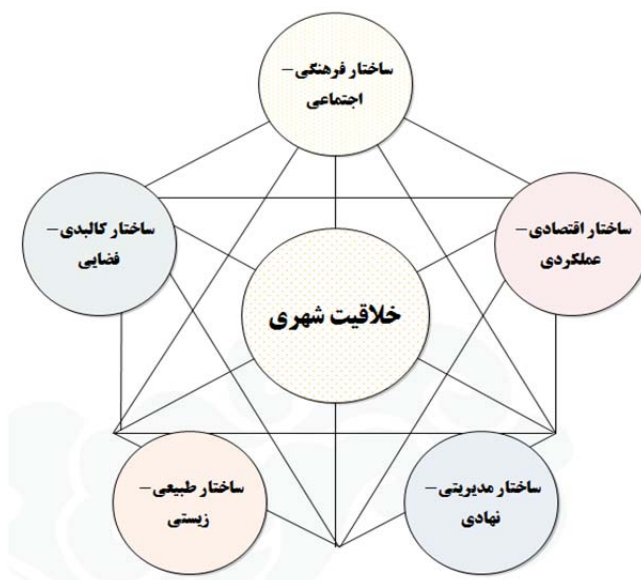 ساختار فرهنگی–
اجتماعی
ساختار اقتصادی–
عملکردی
ساختار کالبدی–
فضایی
خلاقیت شهری
ساختار مدیریتی–
نهادی
ساختار طبیعی–
زیستی